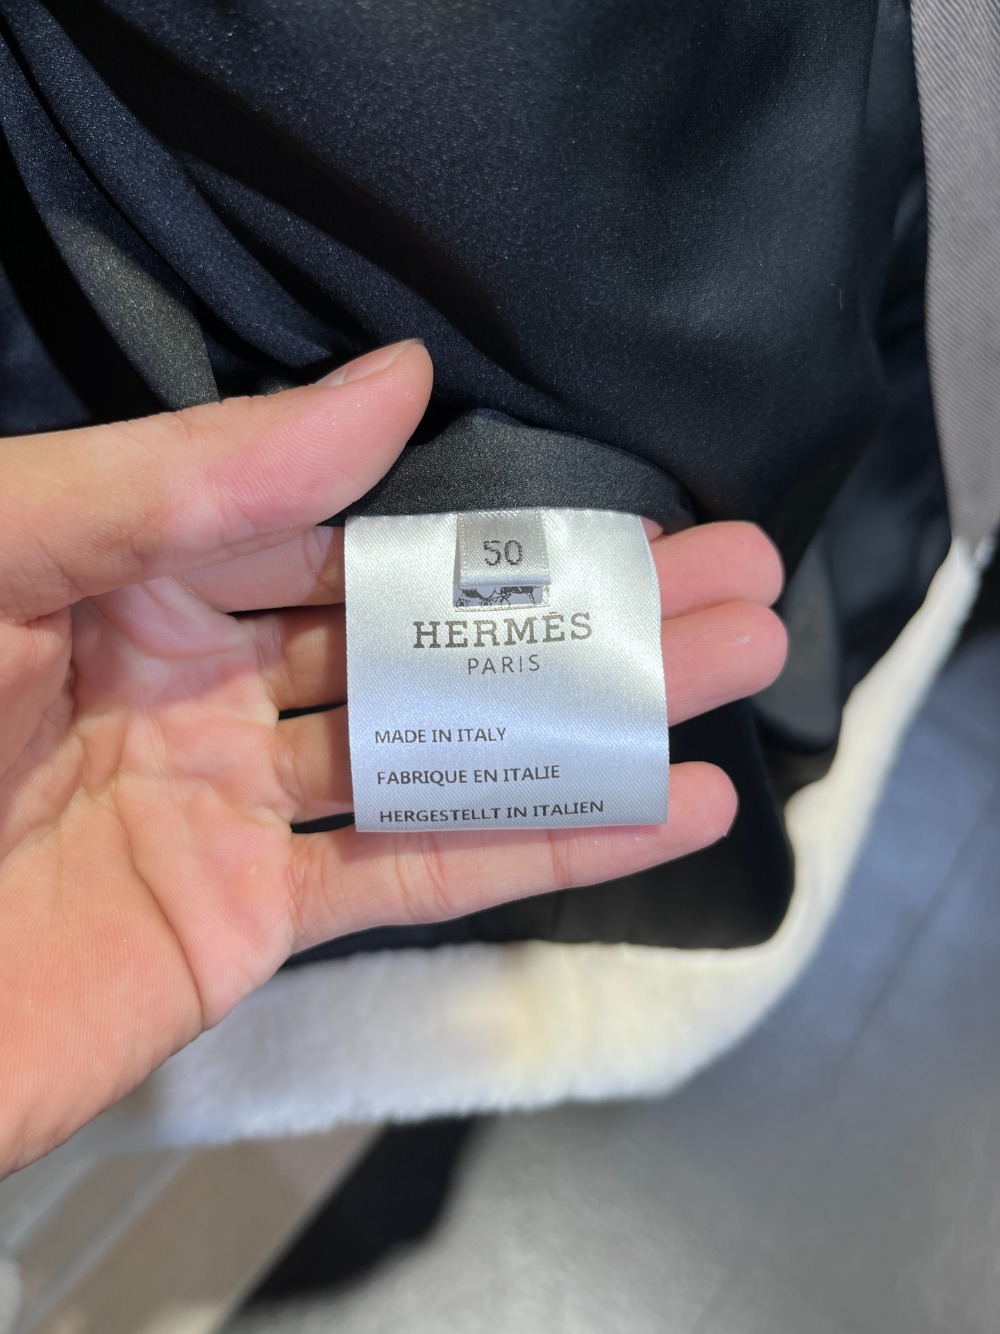 50
HERMÈS
PARIS
MADE IN ITALY
FABRIQUE EN ITALIE
HERGESTELLT IN ITALIEN